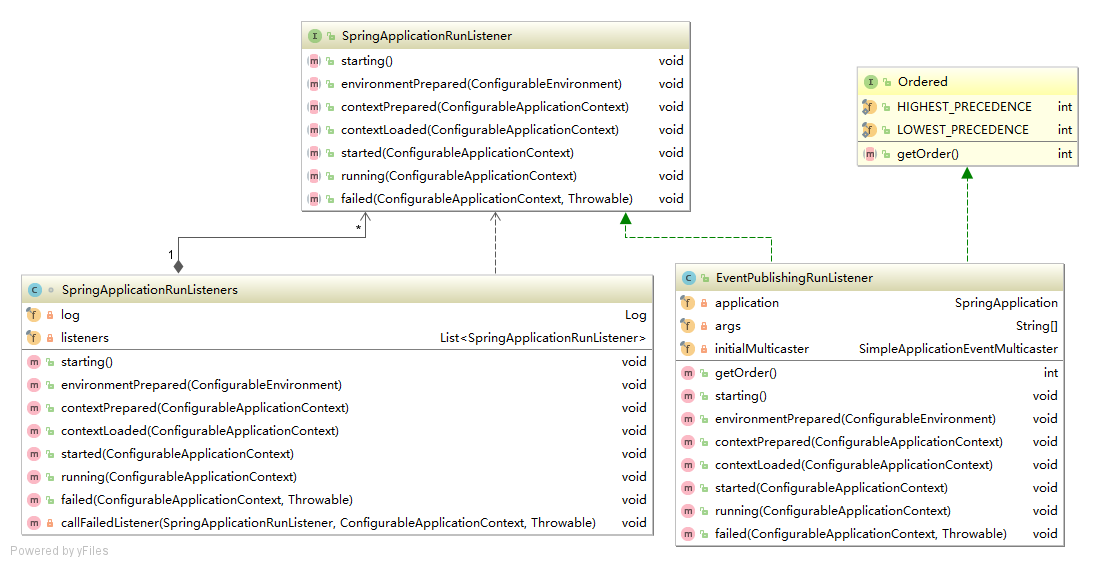 SpringApplicationRunListener
starting() void
environmentPrepared(ConfigurableEnvironment) void
contextPrepared(ConfigurableApplicationContext) void
contextLoaded(ConfigurableApplicationContext) void
started(ConfigurableApplicationContext) void
running(ConfigurableApplicationContext) void
failed(ConfigurableApplicationContext, Throwable) void
Ordered
HIGHEST_PRECEDENCE int
LOWEST_PRECEDENCE int
getOrder() int
*
1
SpringApplicationRunListeners
log Log
listeners List<SpringApplicationRunListener>
starting() void
environmentPrepared(ConfigurableEnvironment) void
contextPrepared(ConfigurableApplicationContext) void
contextLoaded(ConfigurableApplicationContext) void
started(ConfigurableApplicationContext) void
running(ConfigurableApplicationContext) void
failed(ConfigurableApplicationContext, Throwable) void
callFailedListener(SpringApplicationRunListener, ConfigurableApplicationContext, Throwable) void
EventPublishingRunListener
application SpringApplication
args String[]
initialMulticaster SimpleApplicationEventMulticaster
getOrder() int
starting() void
environmentPrepared(ConfigurableEnvironment) void
contextPrepared(ConfigurableApplicationContext) void
contextLoaded(ConfigurableApplicationContext) void
started(ConfigurableApplicationContext) void
running(ConfigurableApplicationContext) void
failed(ConfigurableApplicationContext, Throwable) void
Powered by yFiles